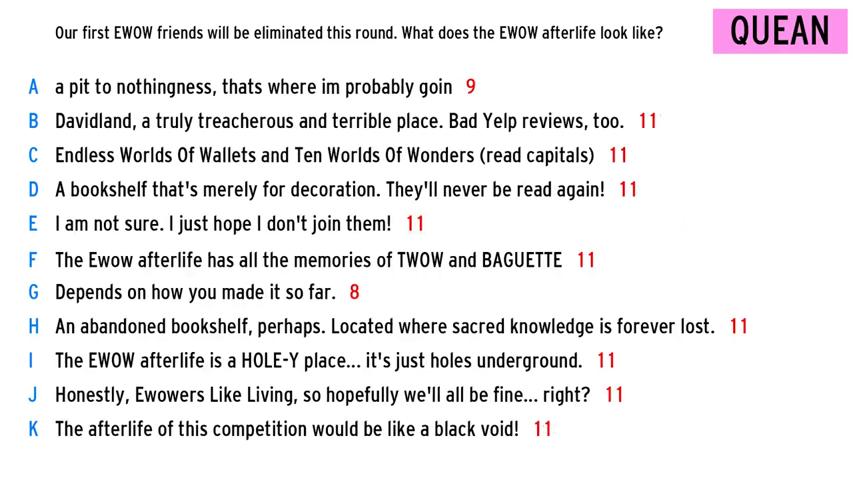 Our first EWOW friends will be eliminated this round. What does the EWOW afterlife look like?
QUEAN
A a pit to nothingness, thats where im probably goin 9
B Davidland, a truly treacherous and terrible place. Bad Yelp reviews, too. 11
C Endless Worlds Of Wallets and Ten Worlds Of Wonders (read capitals) 11
D A bookshelf that's merely for decoration. They'll never be read again! 11
E I am not sure. I just hope I don't join them! 11
F The Ewow afterlife has all the memories of TWOW and BAGUETTE 11
G Depends on how you made it so far. 8
H An abandoned bookshelf, perhaps. Located where sacred knowledge is forever lost. 11
I The EWOW afterlife is a HOLE-Y place... it's just holes underground. 11
J Honestly, Ewowers Like Living, so hopefully we'll all be fine... right? 11
K The afterlife of this competition would be like a black void! 11